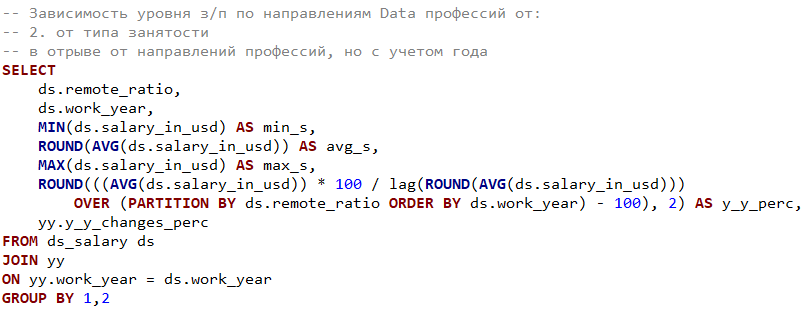 -- Зависимость уровня з/п по направлениям Data профессий от:
-- 2. от типа занятости
-- в отрыве от направлений профессий, но с учетом года
SELECT
    ds.remote_ratio,
    ds.work_year,
    MIN(ds.salary_in_usd) AS min_s,
    ROUND(AVG(ds.salary_in_usd)) AS avg_s,
    MAX(ds.salary_in_usd) AS max_s,
    ROUND(((AVG(ds.salary_in_usd)) * 100 / lag(ROUND(AVG(ds.salary_in_usd)))
        OVER (PARTITION BY ds.remote_ratio ORDER BY ds.work_year) - 100), 2) AS y_y_perc,
    yy.y_y_changes_perc
FROM ds_salary ds
JOIN yy
ON yy.work_year = ds.work_year
GROUP BY 1,2